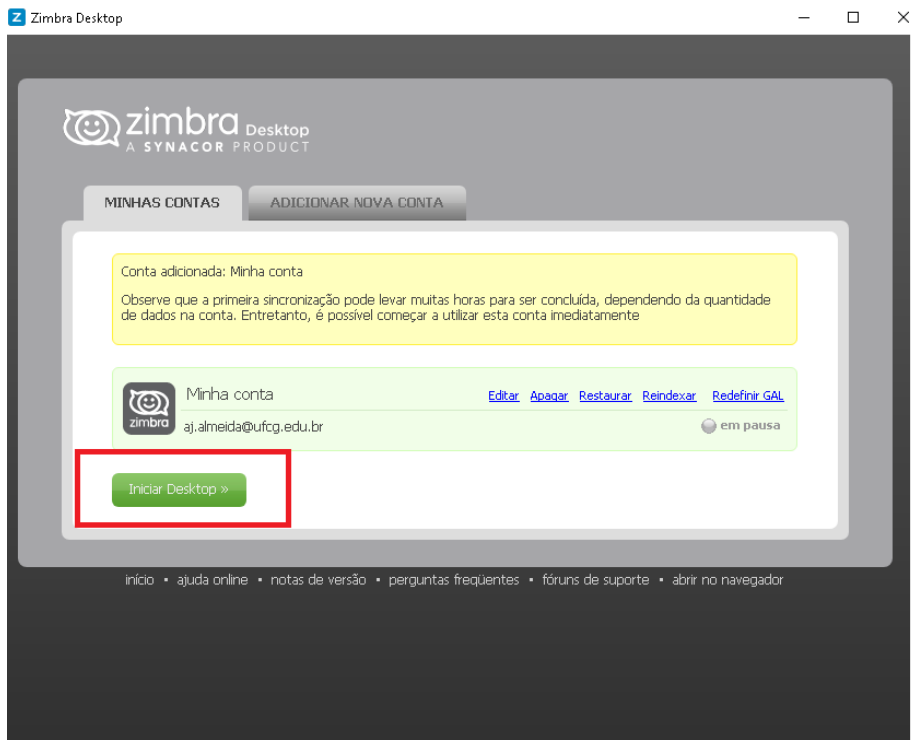 Zimbra Desktop
zimbra Desktop
A SYNACOR PRODUCT
MINHAS CONTAS
ADICIONAR NOVA CONTA
Conta adicionada: Minha conta
Observe que a primeira sincronização pode levar muitas horas para ser concluída, dependendo da quantidade
de dados na conta. Entretanto, é possível começar a utilizar esta conta imediatamente
Minha conta
Editar Apagar Restaurar Reindexar Redefinir GAL
zimbra
aj.almeida@ufcg.edu.br
em pausa
Iniciar Desktop »
início • ajuda online • notas de versão • perguntas freqüentes • fóruns de suporte • abrir no navegador